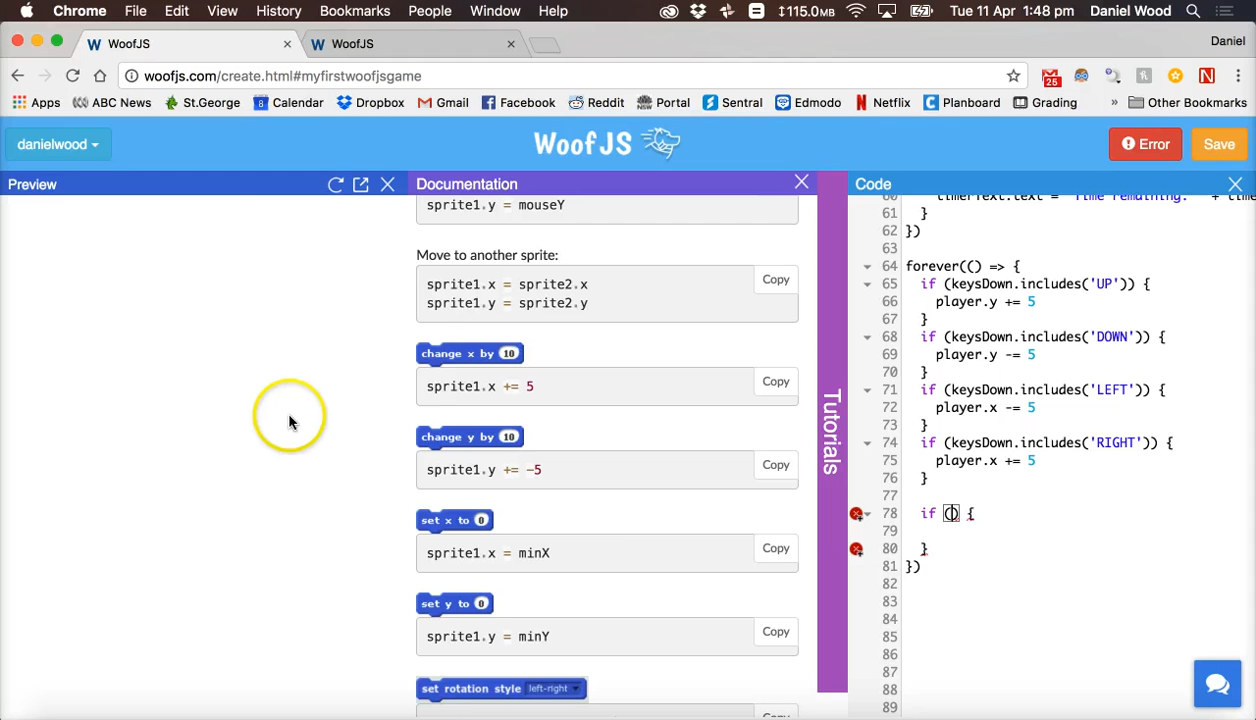 Chrome File Edit View History Bookmarks People Window Help 115.0MB Tue 11 Apr 1:48 pm Daniel Wood
W WoofJS × W WoofJS × Daniel
woofjs.com/create.html#myfirstwoofjsgame 25
Apps ABC News St.George 8 Calendar Dropbox Gmail Facebook Reddit Portal Sentral Edmodo Netflix Planboard Grading » Other Bookmarks
danielwood WoofJS Error Save
Preview Documentation Code
sprite1.y = mouseY
Move to another sprite:
sprite1.x = sprite2.x
sprite1.y = sprite2.y
Copy
change x by 10
sprite1.x += 5
Copy
change y by 10
sprite1.y += -5
Copy
set x to 0
sprite1.x = minX
Copy
set y to 0
sprite1.y = minY
Copy
set rotation style left-right
Tutorials
61 }
62 })
63
64 forever(() => {
65 if (keysDown.includes('UP')) {
66 player.y += 5
67 }
68 if (keysDown.includes('DOWN')) {
69 player.y -= 5
70 }
71 if (keysDown.includes('LEFT')) {
72 player.x -= 5
73 }
74 if (keysDown.includes('RIGHT')) {
75 player.x += 5
76 }
77
78 if () {
79
80 }
81 })
82
83
84
85
86
87
88
89